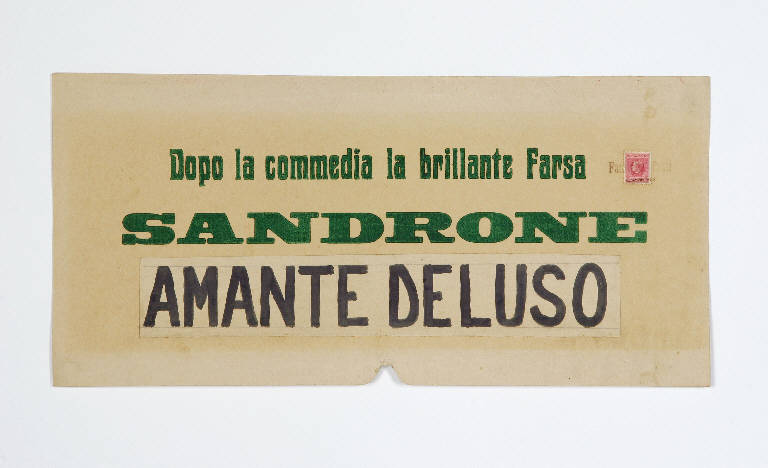 Dopo la commedia la brillante Farsa
SANDRONE
AMANTE DELUSO